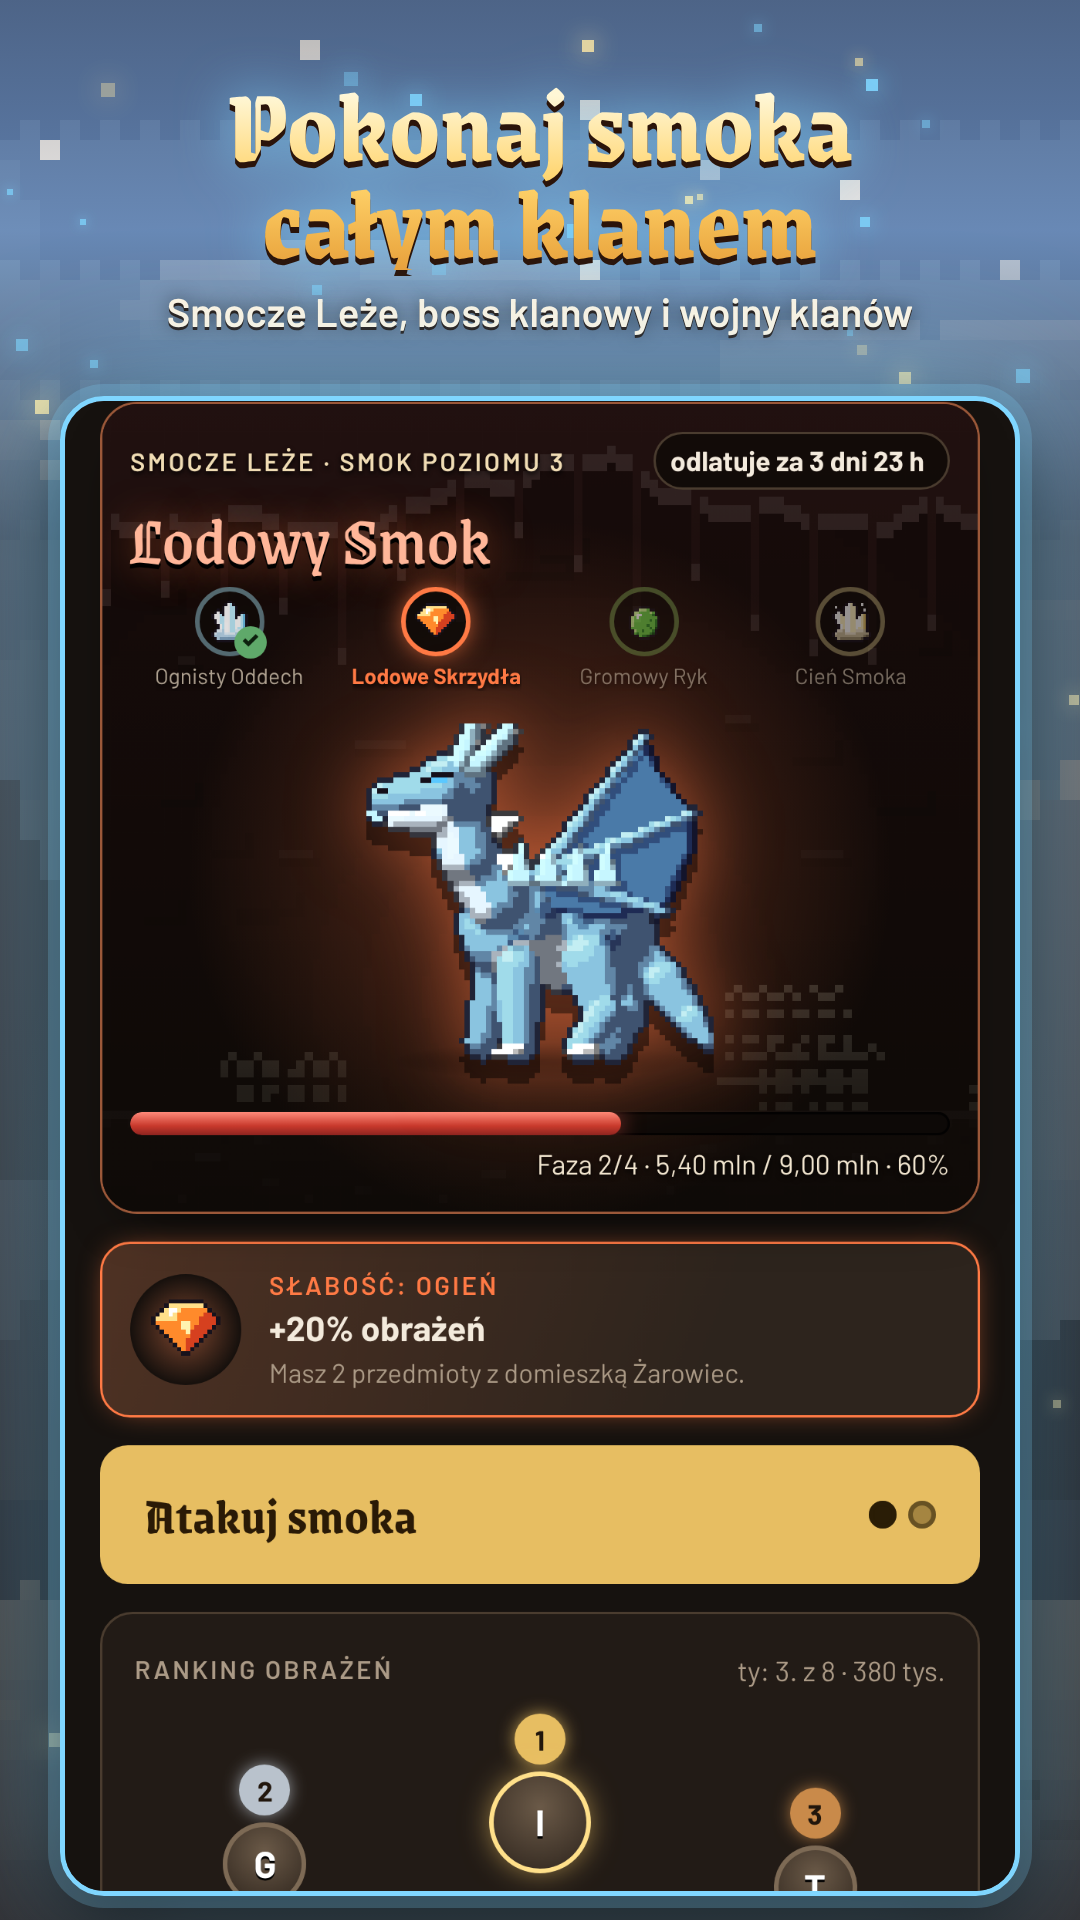 Pokonaj smoka
całym klanem
Smocze Leże, boss klanowy i wojny klanów
SMOCZE LEŻE · SMOK POZIOMU 3
odlatuje za 3 dni 23 h
Lodowy Smok
Ognisty Oddech
Lodowe Skrzydła
Gromowy Ryk
Cień Smoka
Faza 2/4 · 5,40 mln / 9,00 mln · 60%
SŁABOŚĆ: OGIEŃ
+20% obrażeń
Masz 2 przedmioty z domieszką Żarowiec.
Atakuj smoka
RANKING OBRAŻEŃ
ty: 3. z 8 · 380 tys.
1
2
3
I
G
T